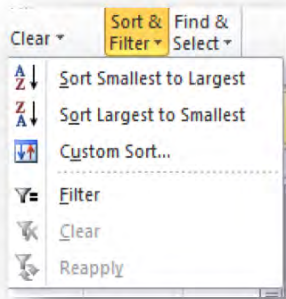 Sort & Find &
Clear Filter Select
Sort Smallest to Largest
Sort Largest to Smallest
Custom Sort...
Filter
Clear
Reapply